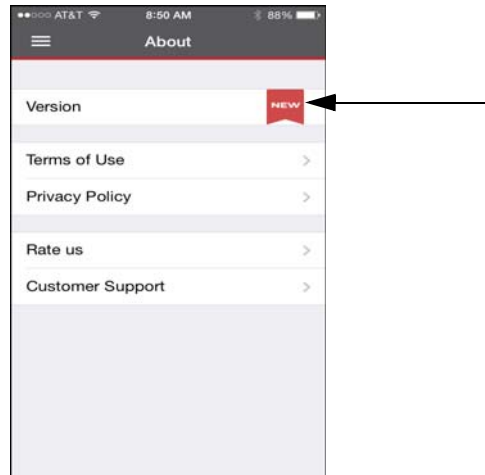 AT&T 8:50 AM 88%
About
Version NEW
Terms of Use
Privacy Policy
Rate us
Customer Support